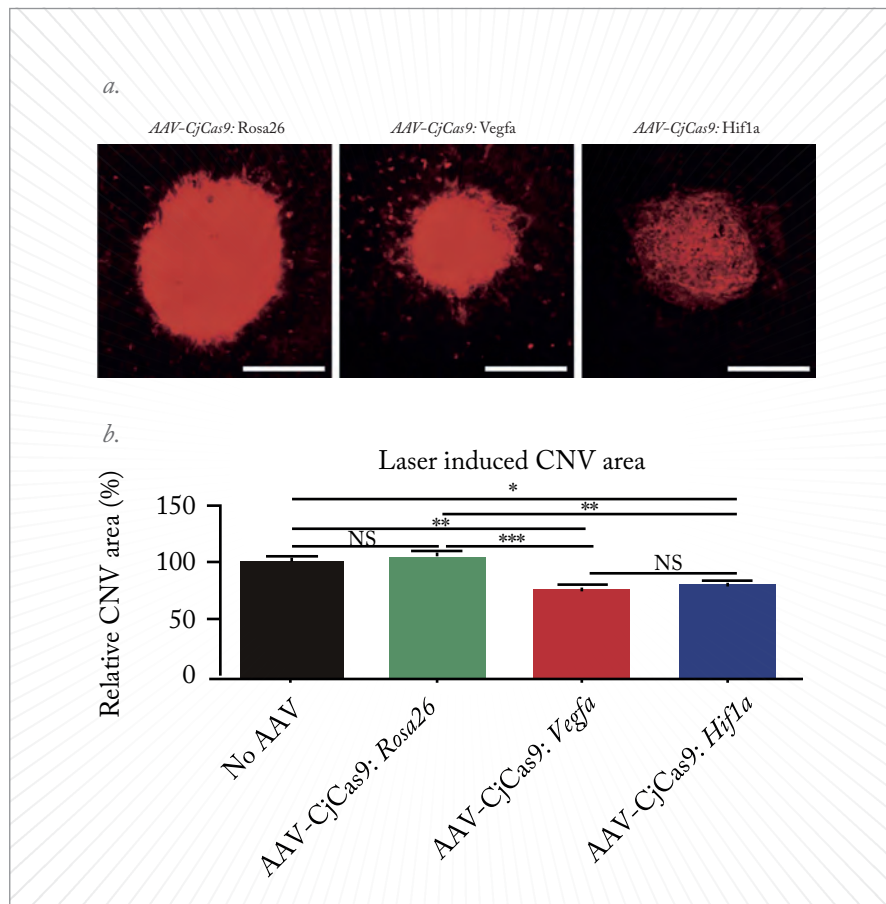 a.
AAV-CjCas9: Rosa26
AAV-CjCas9: Vegfa
AAV-CjCas9: Hif1a
b.
Laser induced CNV area
Relative CNV area (%)
150
100
50
0
*
**
**
NS
***
NS
No AAV
AAV-CjCas9: Rosa26
AAV-CjCas9: Vegfa
AAV-CjCas9: Hif1a